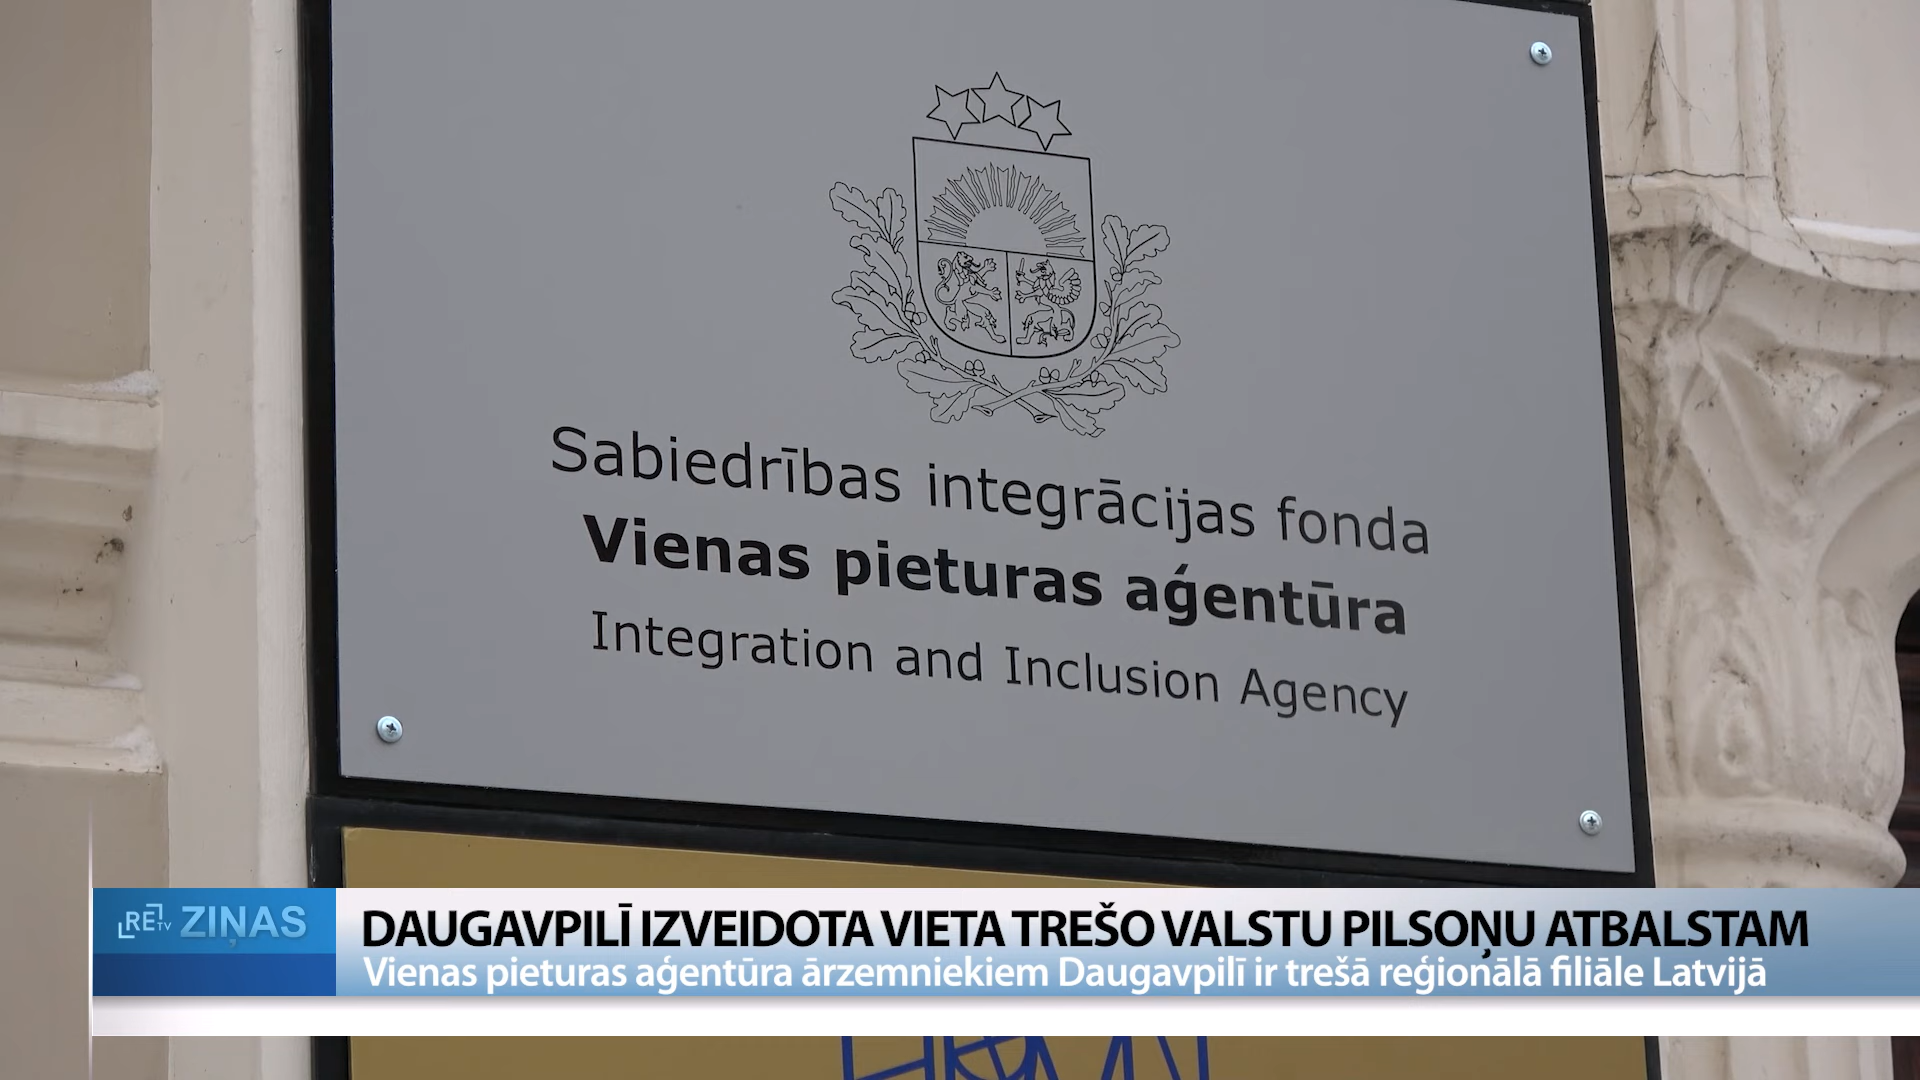 Sabiedrības integrācijas fonda
Vienas pieturas aģentūra
Integration and Inclusion Agency
RE TV ZIŅAS
DAUGAVPILĪ IZVEIDOTA VIETA TREŠO VALSTU PILSOŅU ATBALSTAM
Vienas pieturas aģentūra ārzemniekiem Daugavpilī ir trešā reģionālā filiāle Latvijā